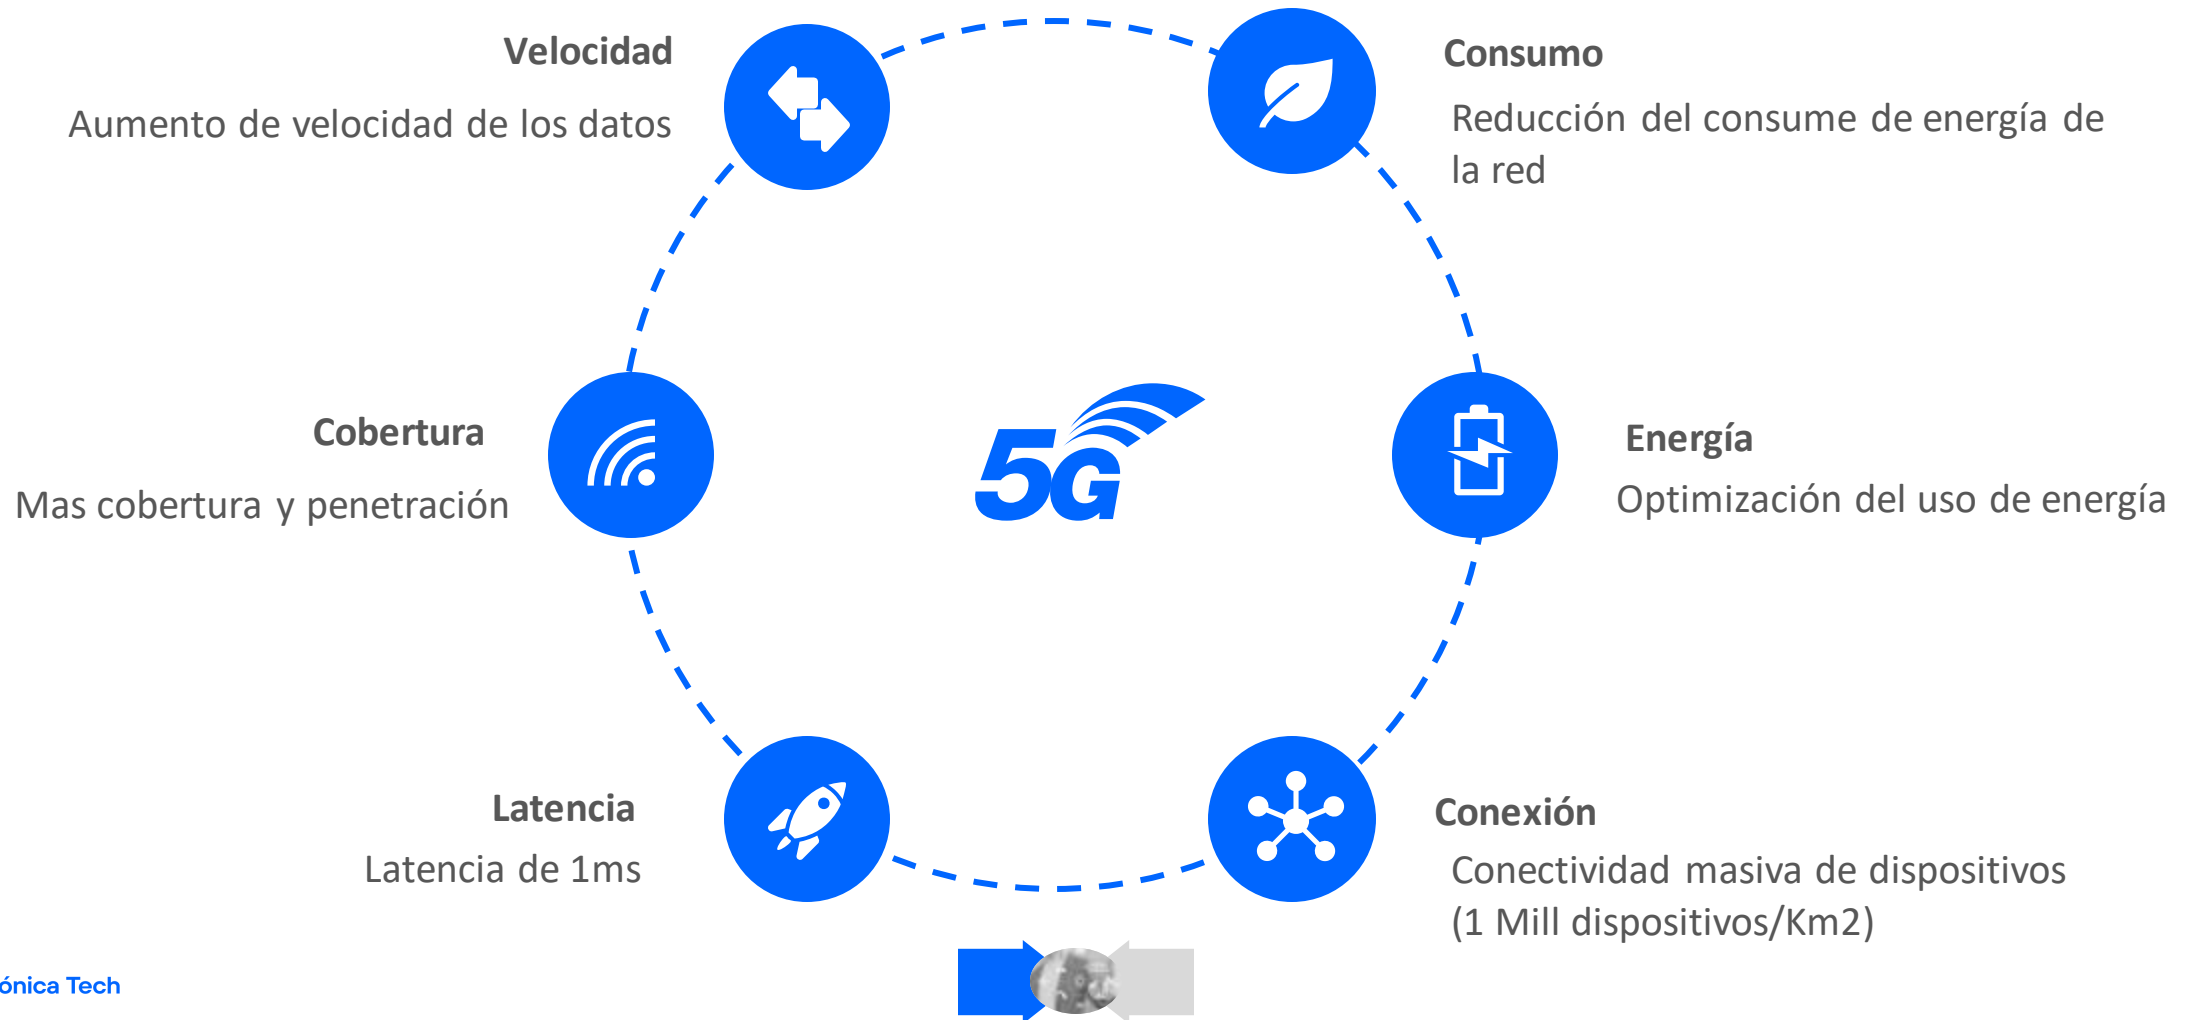 Velocidad
Aumento de velocidad de los datos
Consumo
Reducción del consume de energía de
la red
Cobertura
Mas cobertura y penetración
5G
Energía
Optimización del uso de energía
Latencia
Latencia de 1ms
Conexión
Conectividad masiva de dispositivos
(1 Mill dispositivos/Km2)
ónica Tech